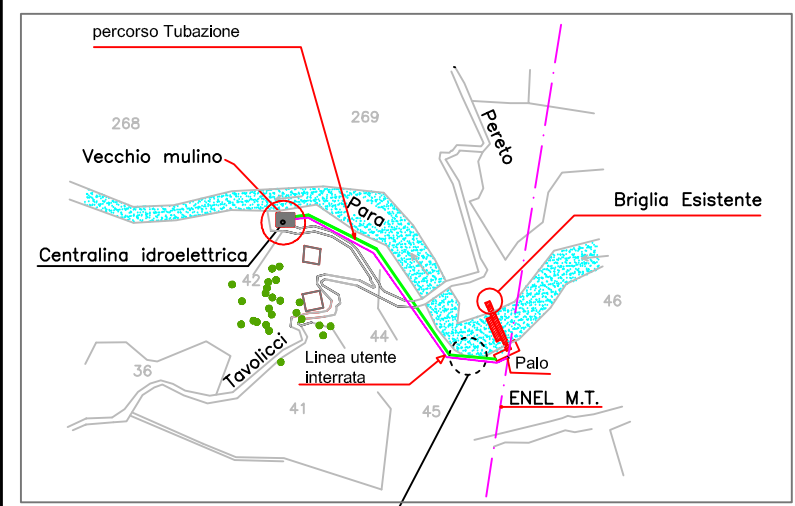 percorso Tubazione
268
269
Pereto
Vecchio mulino
Para
Briglia Esistente
Centralina idroelettrica
42
46
44
Tavolicci
Linea utente
interrata
Palo
36
ENEL M.T.
41
45